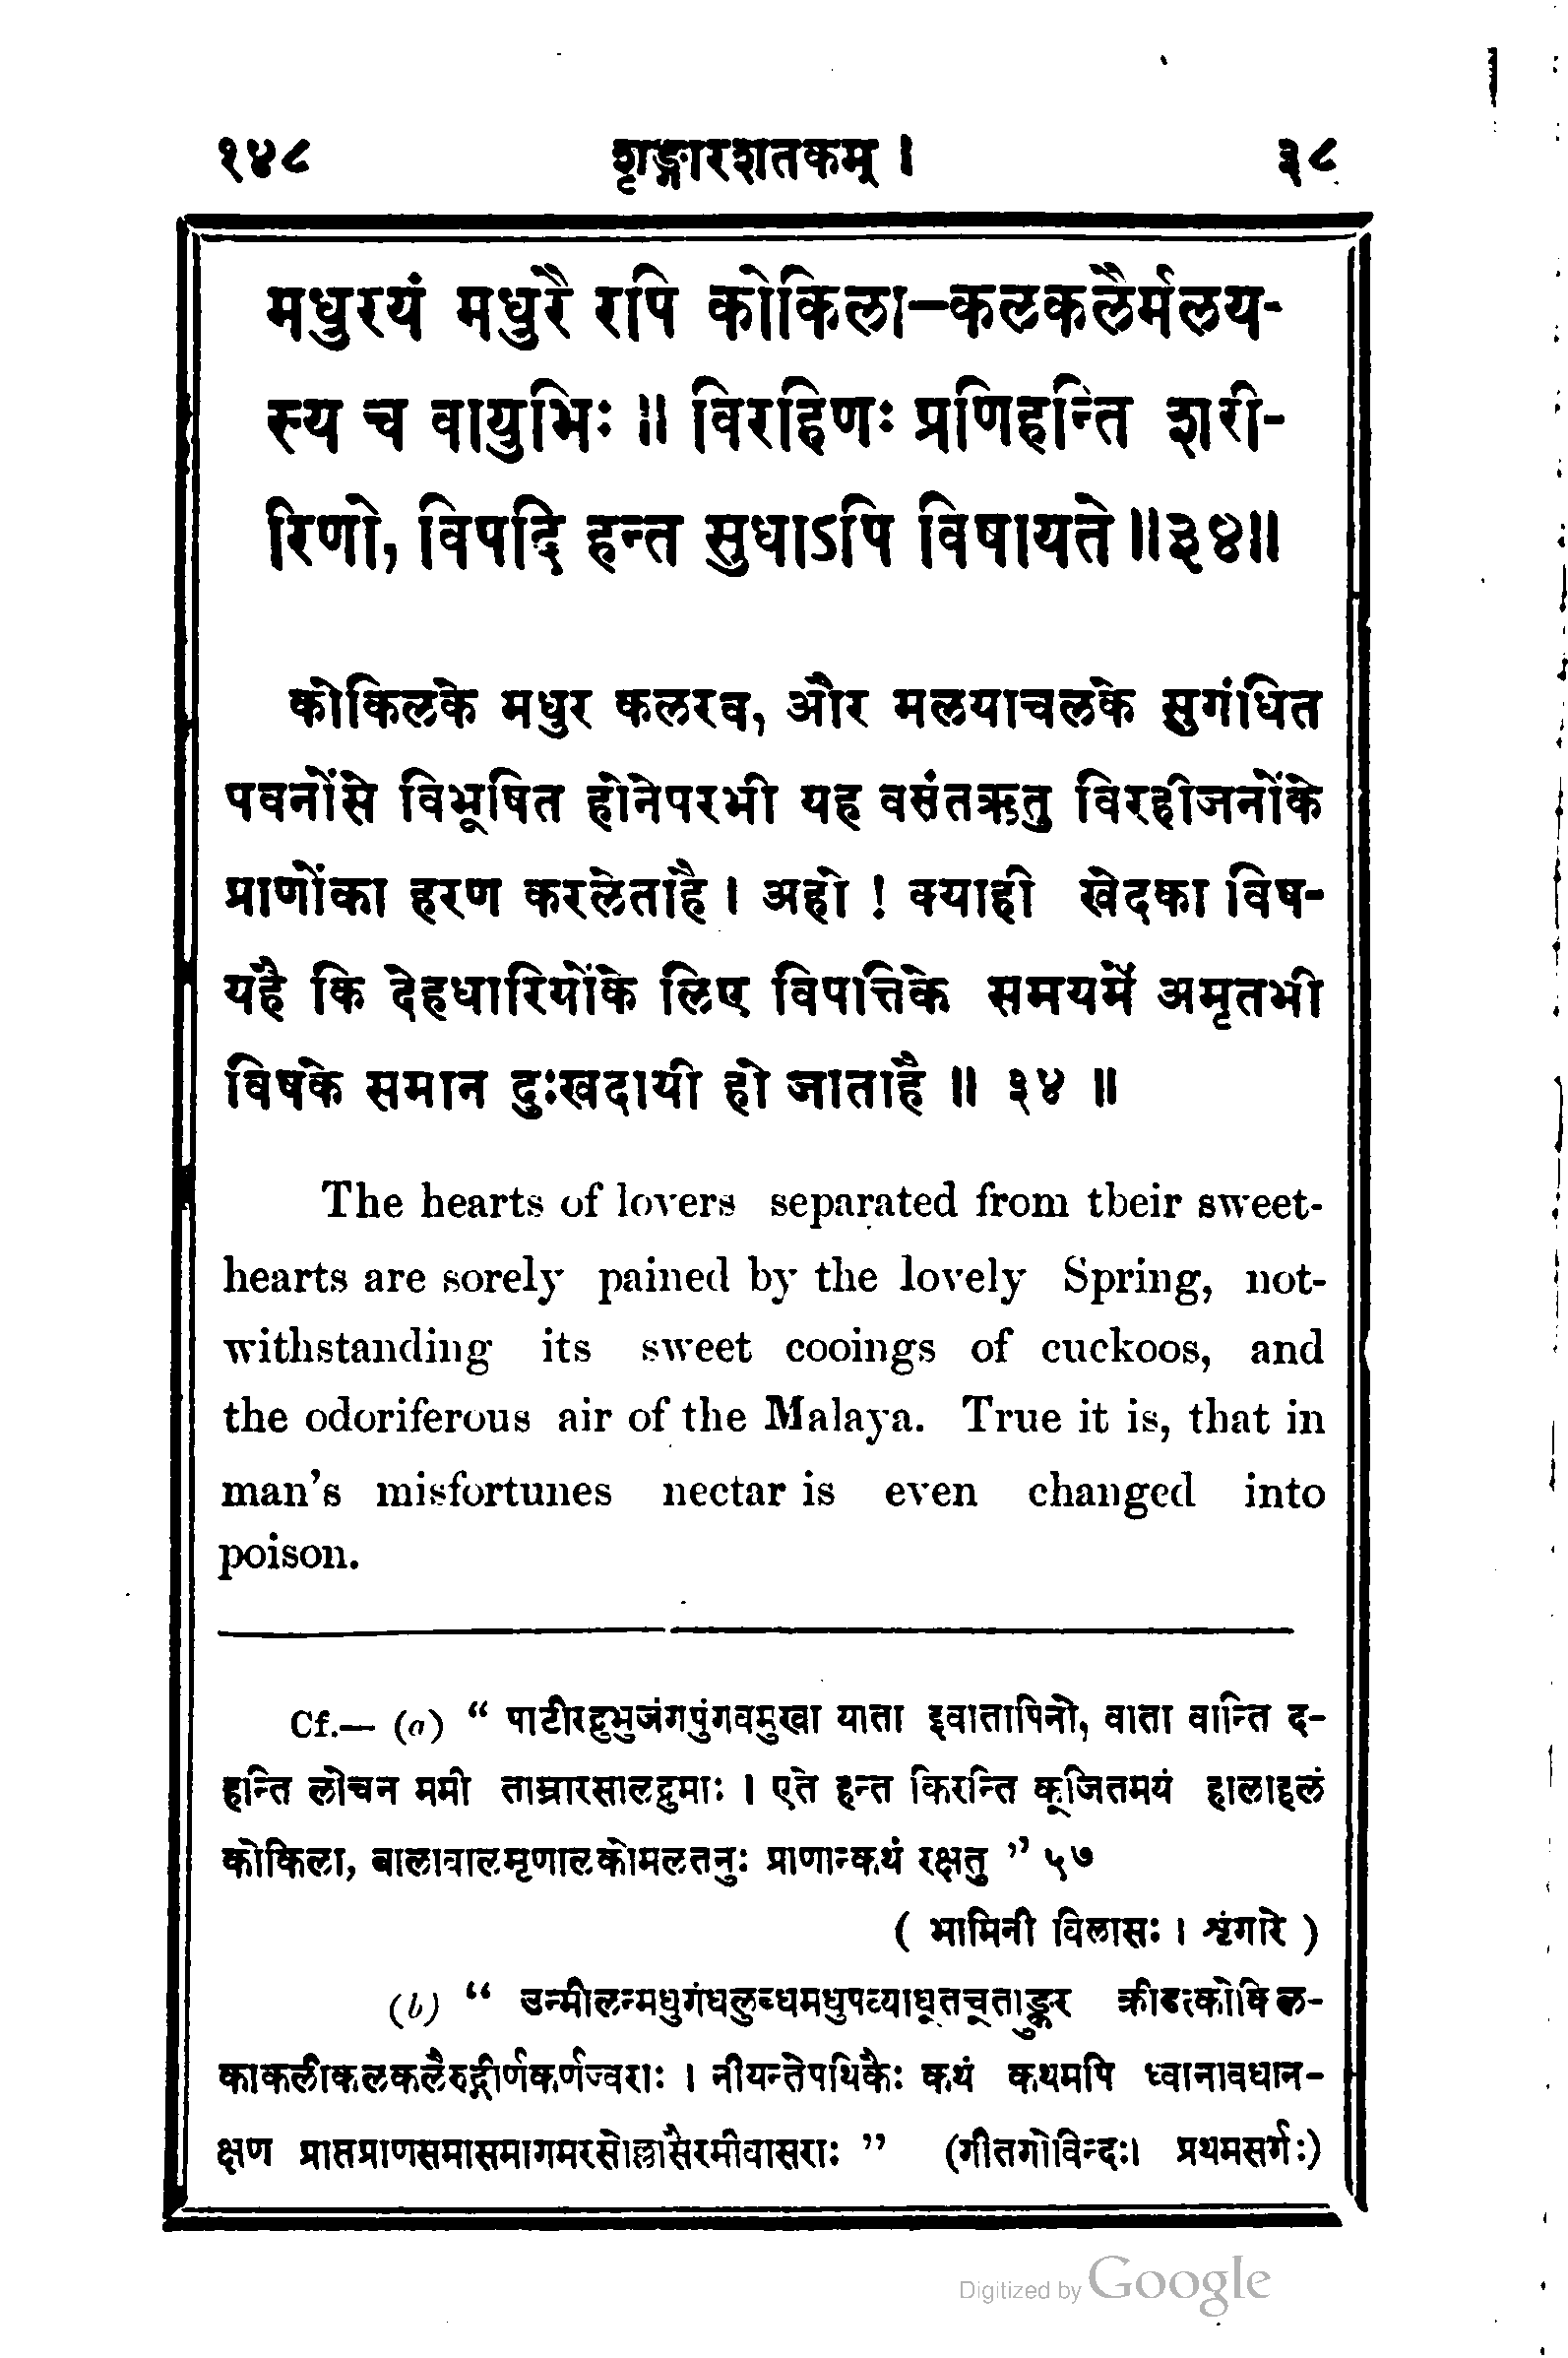 १४८ शृङ्गारशतकम् । ३८
मधुरयं मधुरै रपि कोकिला-कलकलैर्मलय-
स्य च वायुभिः ॥ विरहिणः प्रणिहन्ति शरी-
रिणो, विपदि हन्त सुधाऽपि विषायते ॥३४॥
कोकिलके मधुर कलरव, और मलयाचलके सुगंधित
पवनोंसे विभूषित होनेपरभी यह वसंतऋतु विरहीजनोंके
प्राणोंका हरण करलेताहै । अहो ! क्याही खेदका विष-
यहै कि देहधारियोंके लिए विपत्तिके समयमें अमृतभी
विषके समान दुःखदायी हो जाताहै ॥ ३४ ॥
The hearts of lovers separated from their sweet-
hearts are sorely pained by the lovely Spring, not-
withstanding its sweet cooings of cuckoos, and
the odoriferous air of the Malaya. True it is, that in
man's misfortunes nectar is even changed into
poison.
Cf.— (a) “ पाटीरद्रुभुजंगपुंगवमुखा याता इवातापिनो, वाता वान्ति द-
हन्ति लोचन ममी ताम्रारसालद्रुमाः । एते हन्त किरन्ति कूजितमयं हालाहलं
कोकिला, बालाबालमृणालकोमलतनुः प्राणान्कथं रक्षतु ” ५७
( भामिनी विलासः । शृंगारे )
(b) “ उन्मीलन्मधुगंधलुब्धमधुपव्याधूतचूताङ्कुर क्रीडत्कोकिल-
काकलीकलकलैरुद्गीर्णकर्णज्वराः । नीयन्तेपथिकैः कथं कथमपि ध्वानावधान-
क्षण प्राप्तप्राणसमासमागमरसोल्लासैरमीवासराः ” (गीतगोविन्दः। प्रथमसर्गः)
Digitized by Google